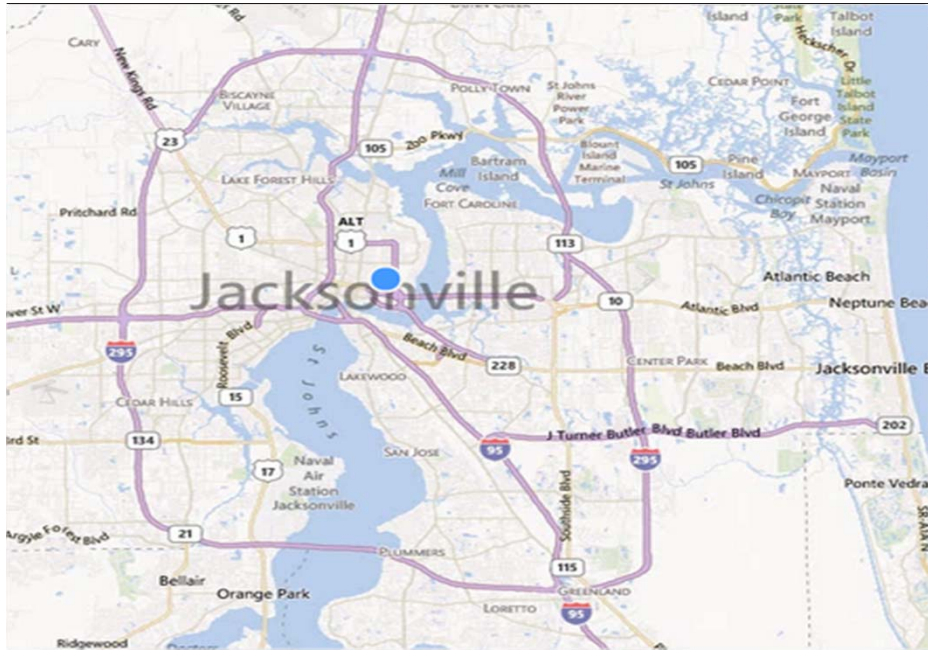 Island
State
Park
Talbot
Island
CARY
New Kings Rd
Heckscher Dr
BISCAYNE
VILLAGE
POLLY TOWN
St Johns
River
Power
Park
CEDAR POINT
Little
Talbot
Island
State
Park
Fort
George
Island
23
105
Zoo Pkwy
Blount
Island
Marine
Terminal
Bartram
Island
Mill
Cove
105
Pine
Island
MAYPORT
Mayport
Basin
LAKE FOREST HILLS
St Johns
FORT CAROLINE
Chicopit
Bay
Naval
Station
Mayport
Pritchard Rd
ALT
1
1
113
Jacksonville
Atlantic Beach
10
Atlantic Blvd
Neptune Bea
ver St W
295
Roosevelt Blvd
Beach Blvd
228
CENTER PARK
Beach Blvd
Jacksonville B
LAKEWOOD
St Johns
CEDAR HILLS
15
134
3rd St
17
95
J Turner Butler Blvd
Butler Blvd
202
295
SAN JOSE
Naval
Air
Station
Jacksonville
Southside Blvd
Ponte Vedra
SR A1A N
Argyle Forest Blvd
21
PLUMMERS
Bellair
Orange Park
115
GREENLAND
LORETTO
95
Ridgewood